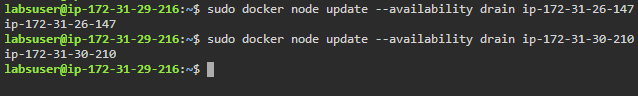 labsuser@ip-172-31-29-216:~$ sudo docker node update --availability drain ip-172-31-26-147
ip-172-31-26-147
labsuser@ip-172-31-29-216:~$ sudo docker node update --availability drain ip-172-31-30-210
ip-172-31-30-210
labsuser@ip-172-31-29-216:~$